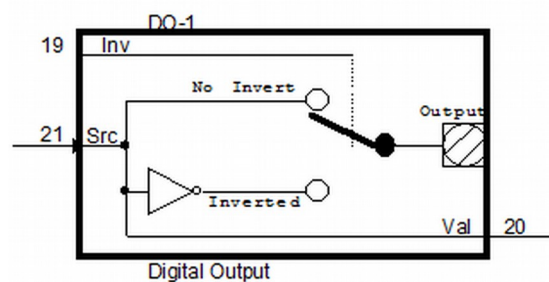 DO-1
19 Inv
No Invert
Output
21 Src
Inverted
Val 20
Digital Output